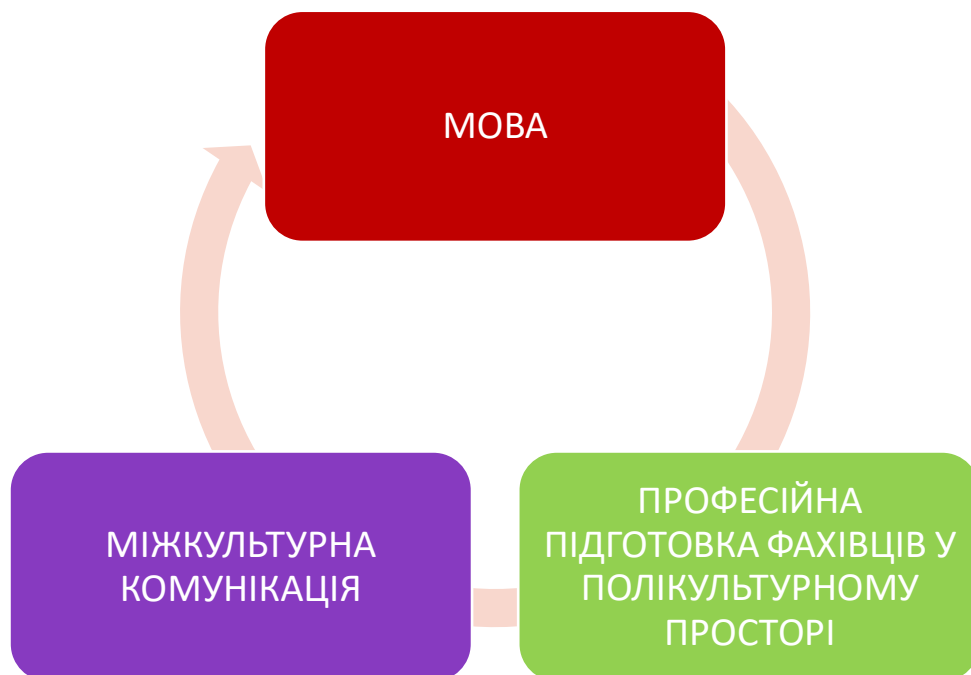 МОВА
МІЖКУЛЬТУРНА
КОМУНІКАЦІЯ
ПРОФЕСІЙНА
ПІДГОТОВКА ФАХІВЦІВ У
ПОЛІКУЛЬТУРНОМУ
ПРОСТОРІ